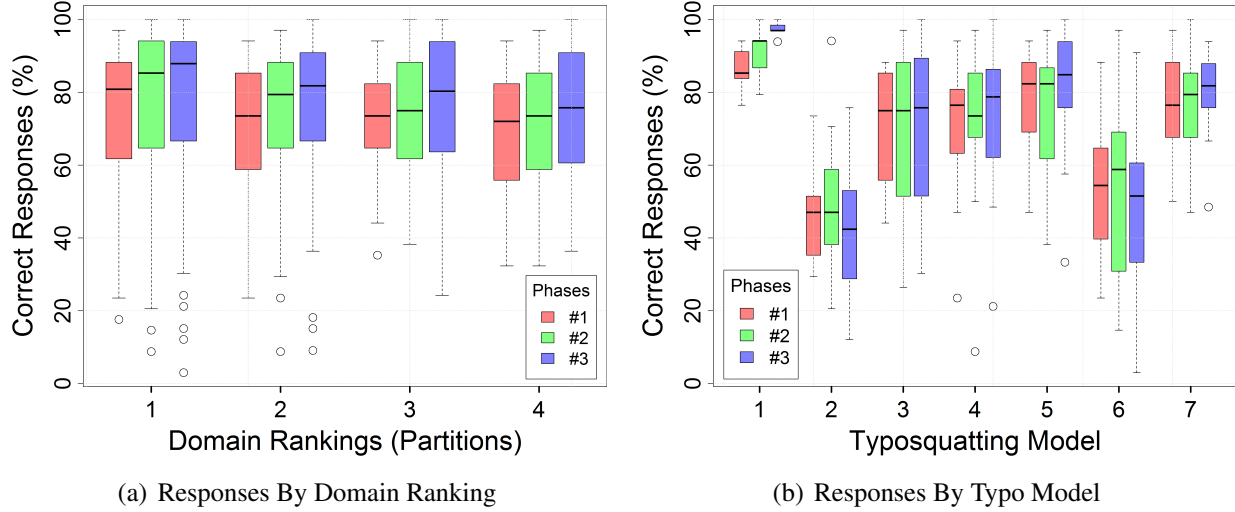 Correct Responses (%)
100
80
60
40
20
0
Phases
#1
#2
#3
1 2 3 4
Domain Rankings (Partitions)
(a) Responses By Domain Ranking
Correct Responses (%)
100
80
60
40
20
0
Phases
#1
#2
#3
1 2 3 4 5 6 7
Typosquatting Model
(b) Responses By Typo Model